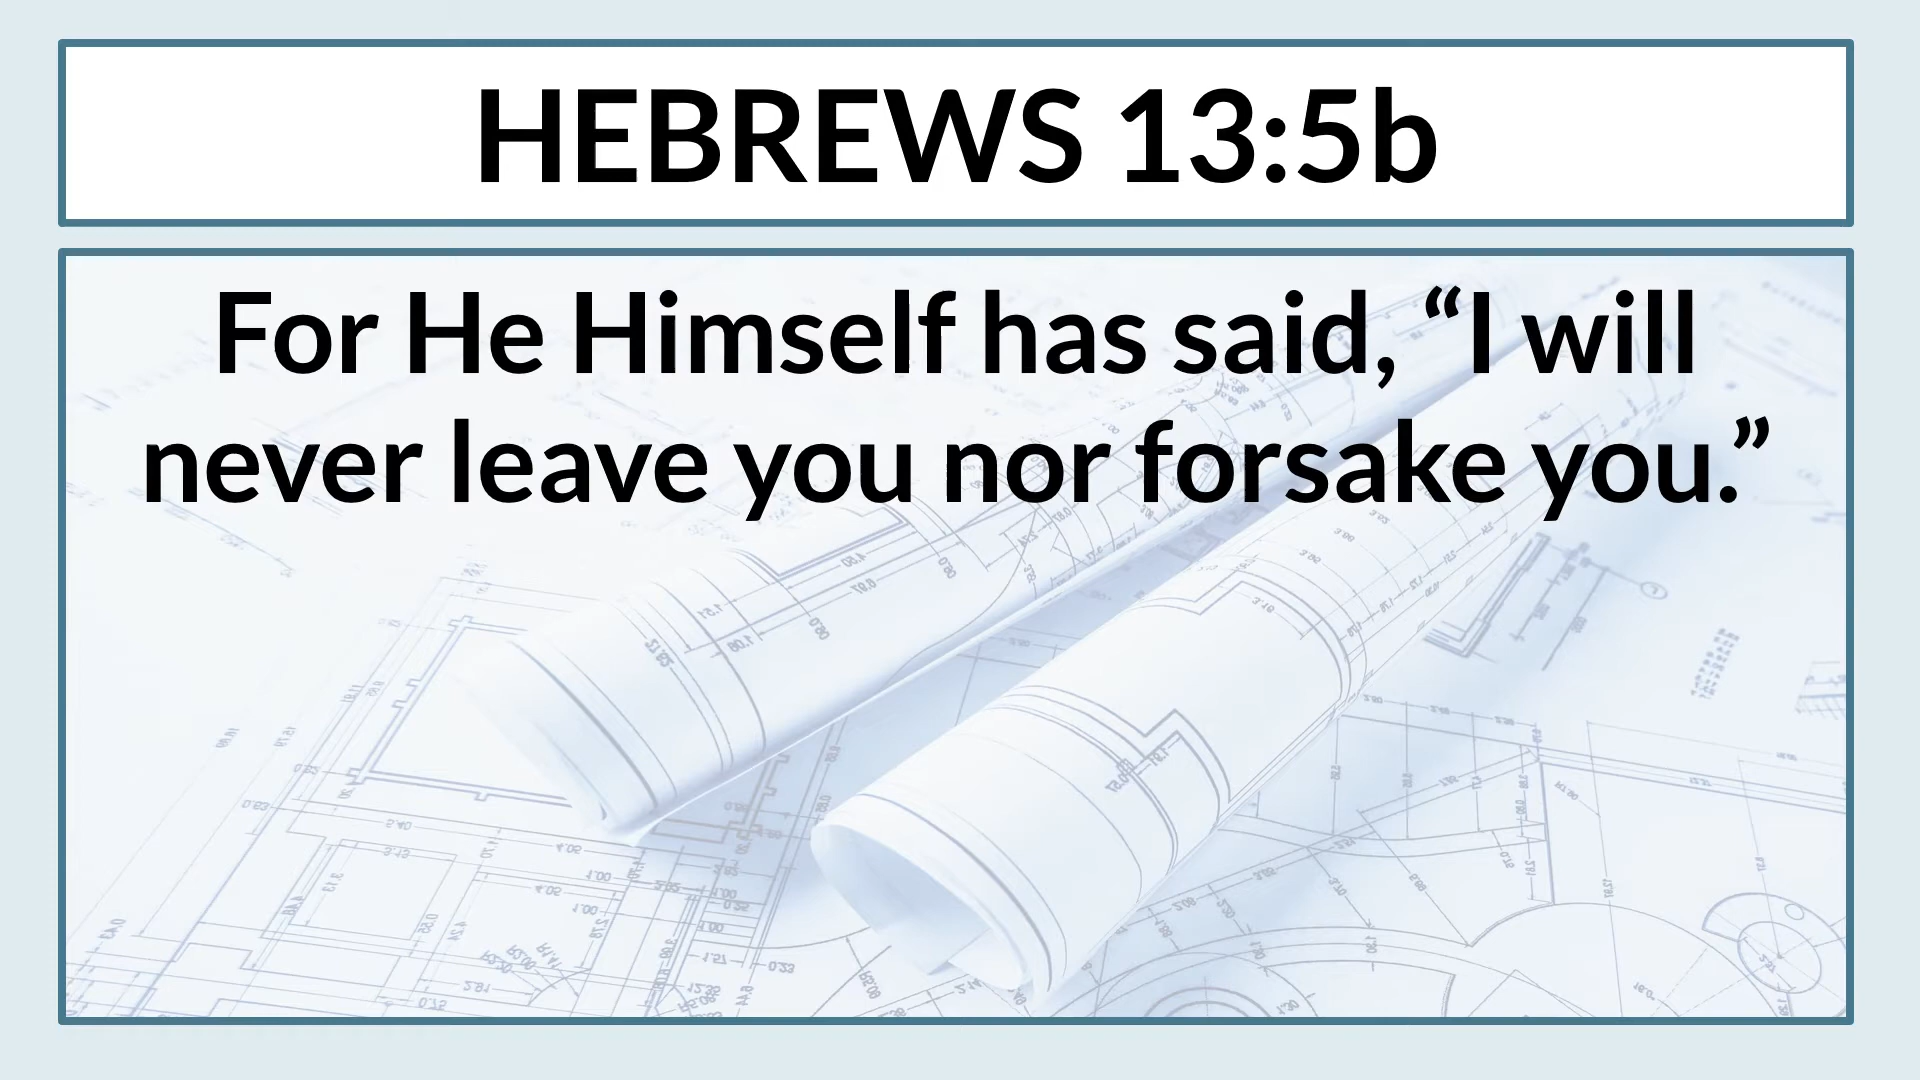 HEBREWS 13:5b
For He Himself has said, “I will
never leave you nor forsake you.”